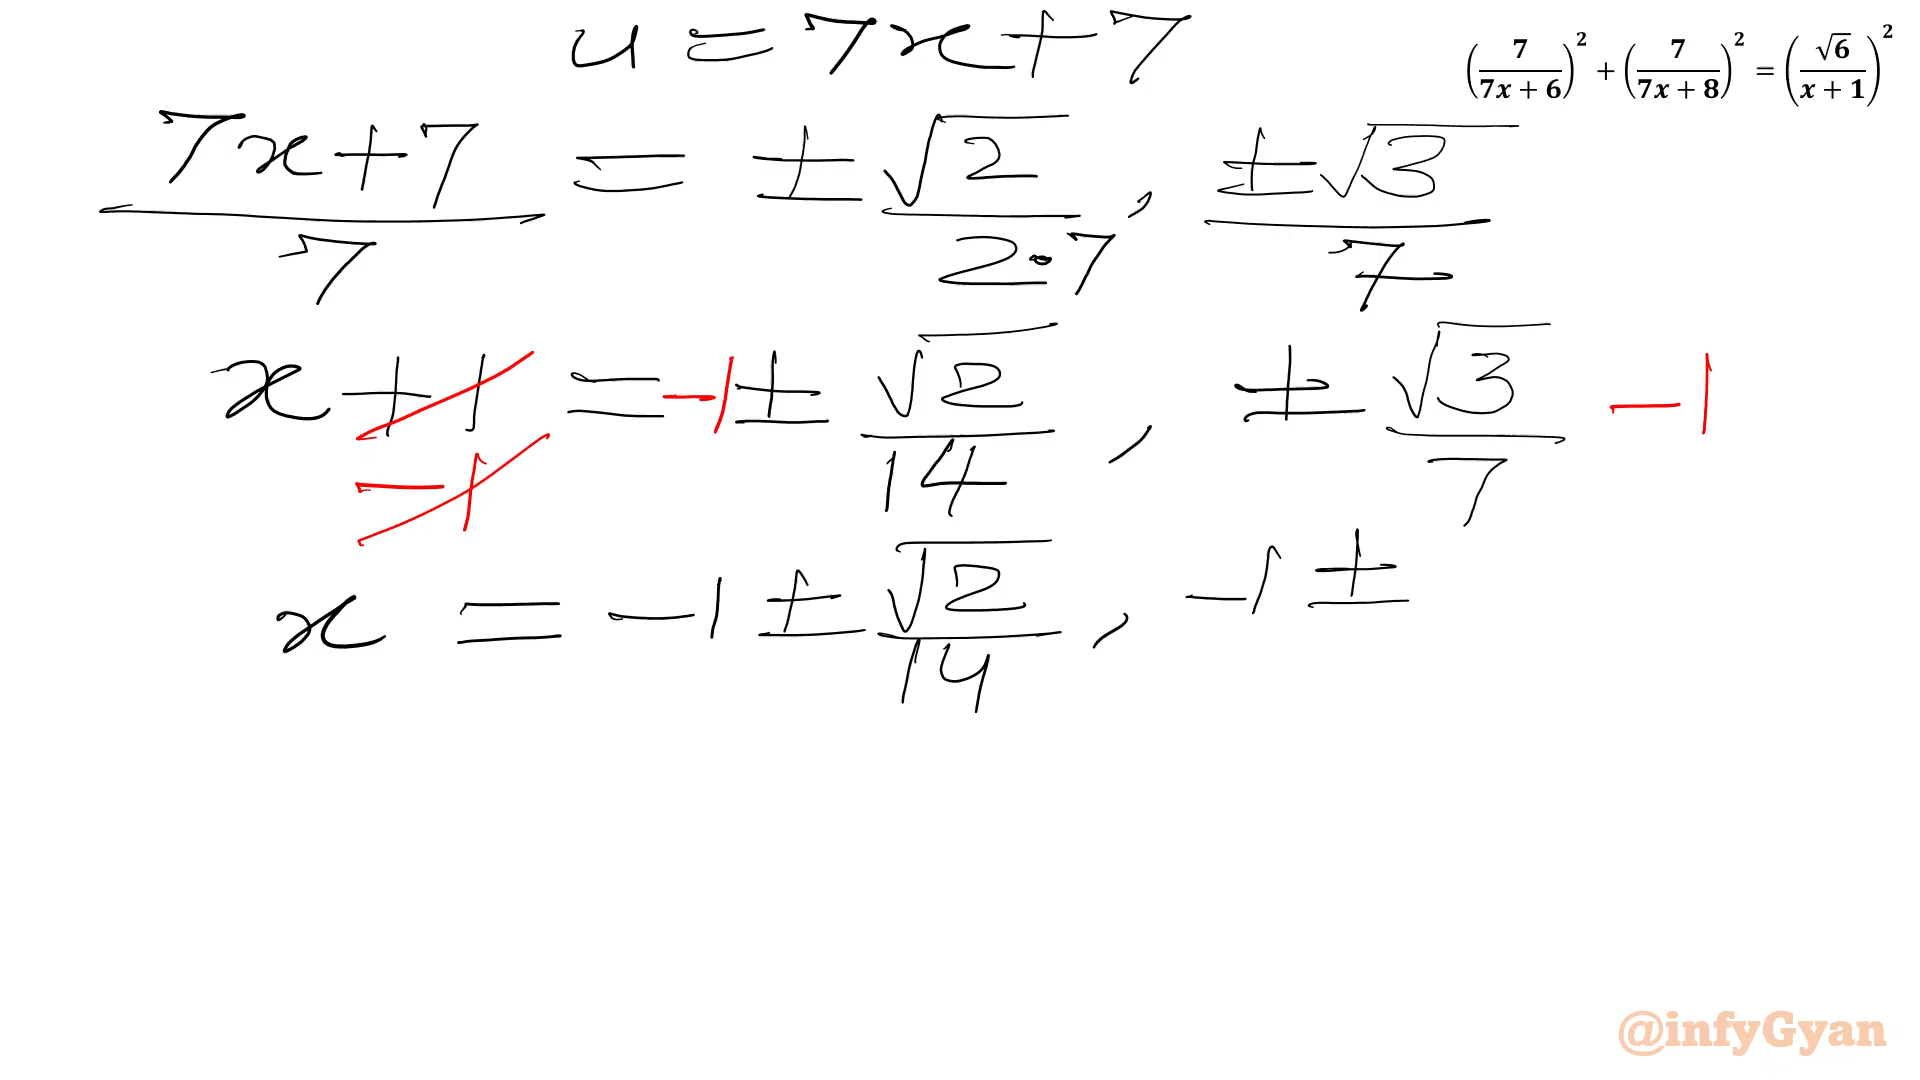 u = 7x + 7
(7/(7x + 6))² + (7/(7x + 8))² = (√6/(x + 1))²
(7x + 7)/7 = ± √2/(2·7), ±√3/7
x + 1 - 1 = -1 ± √2/14, ± √3/7 - 1
x = -1 ± √2/14, -1 ±
@infyGyan